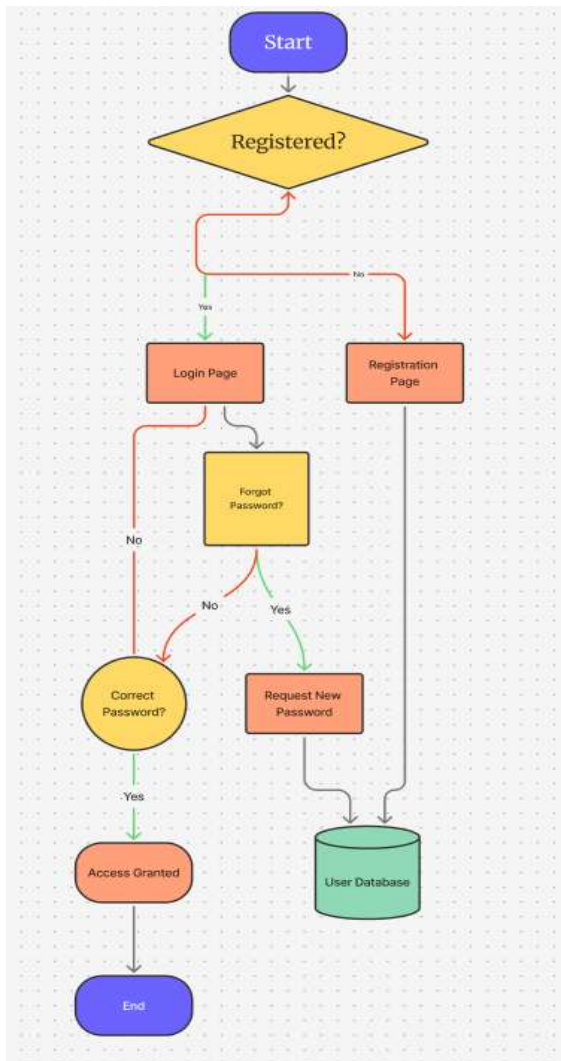 Start
Registered?
No
Yes
Login Page
Registration
Page
Forgot
Password?
No
No
Yes
Correct
Password?
Request New
Password
Yes
Access Granted
User Database
End